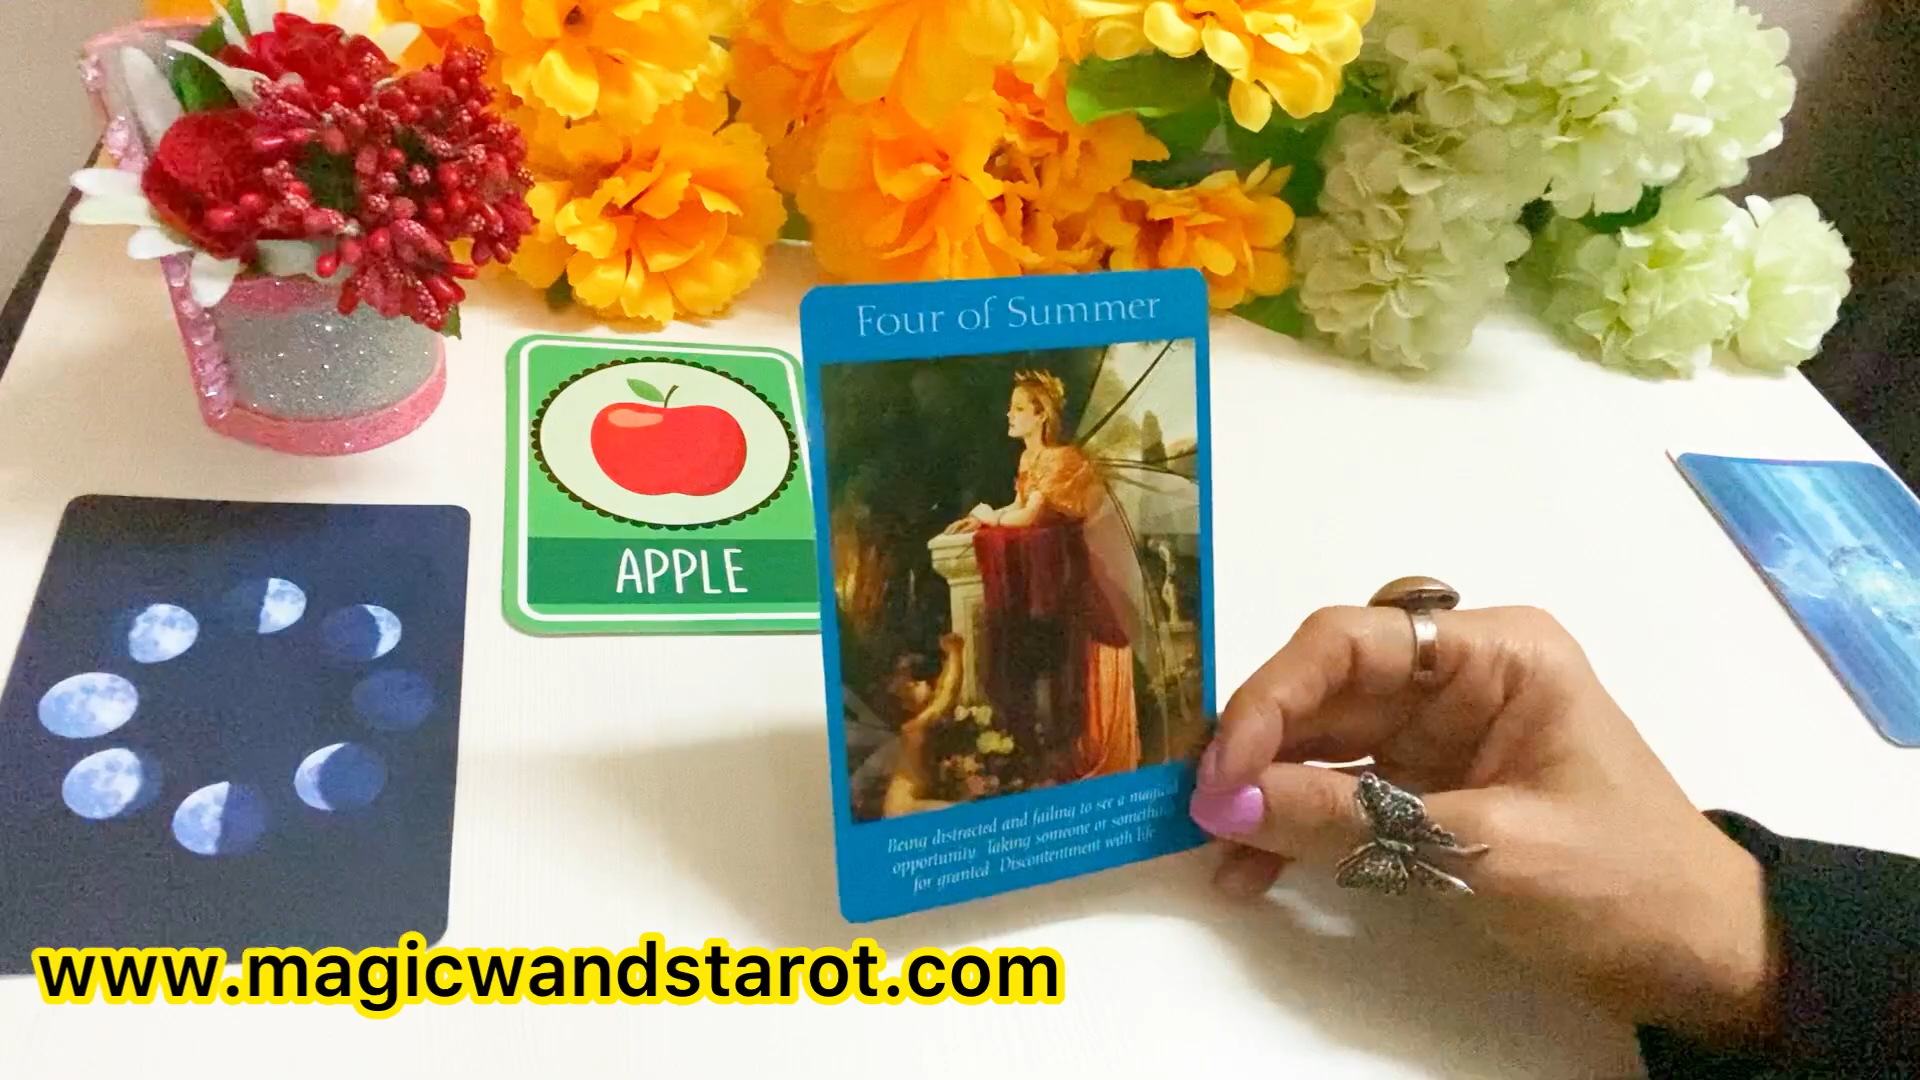 Four of Summer
APPLE
Being distracted and failing to see a magical
opportunity Taking someone or something
for granted Discontentment with life
www.magicwandstarot.com